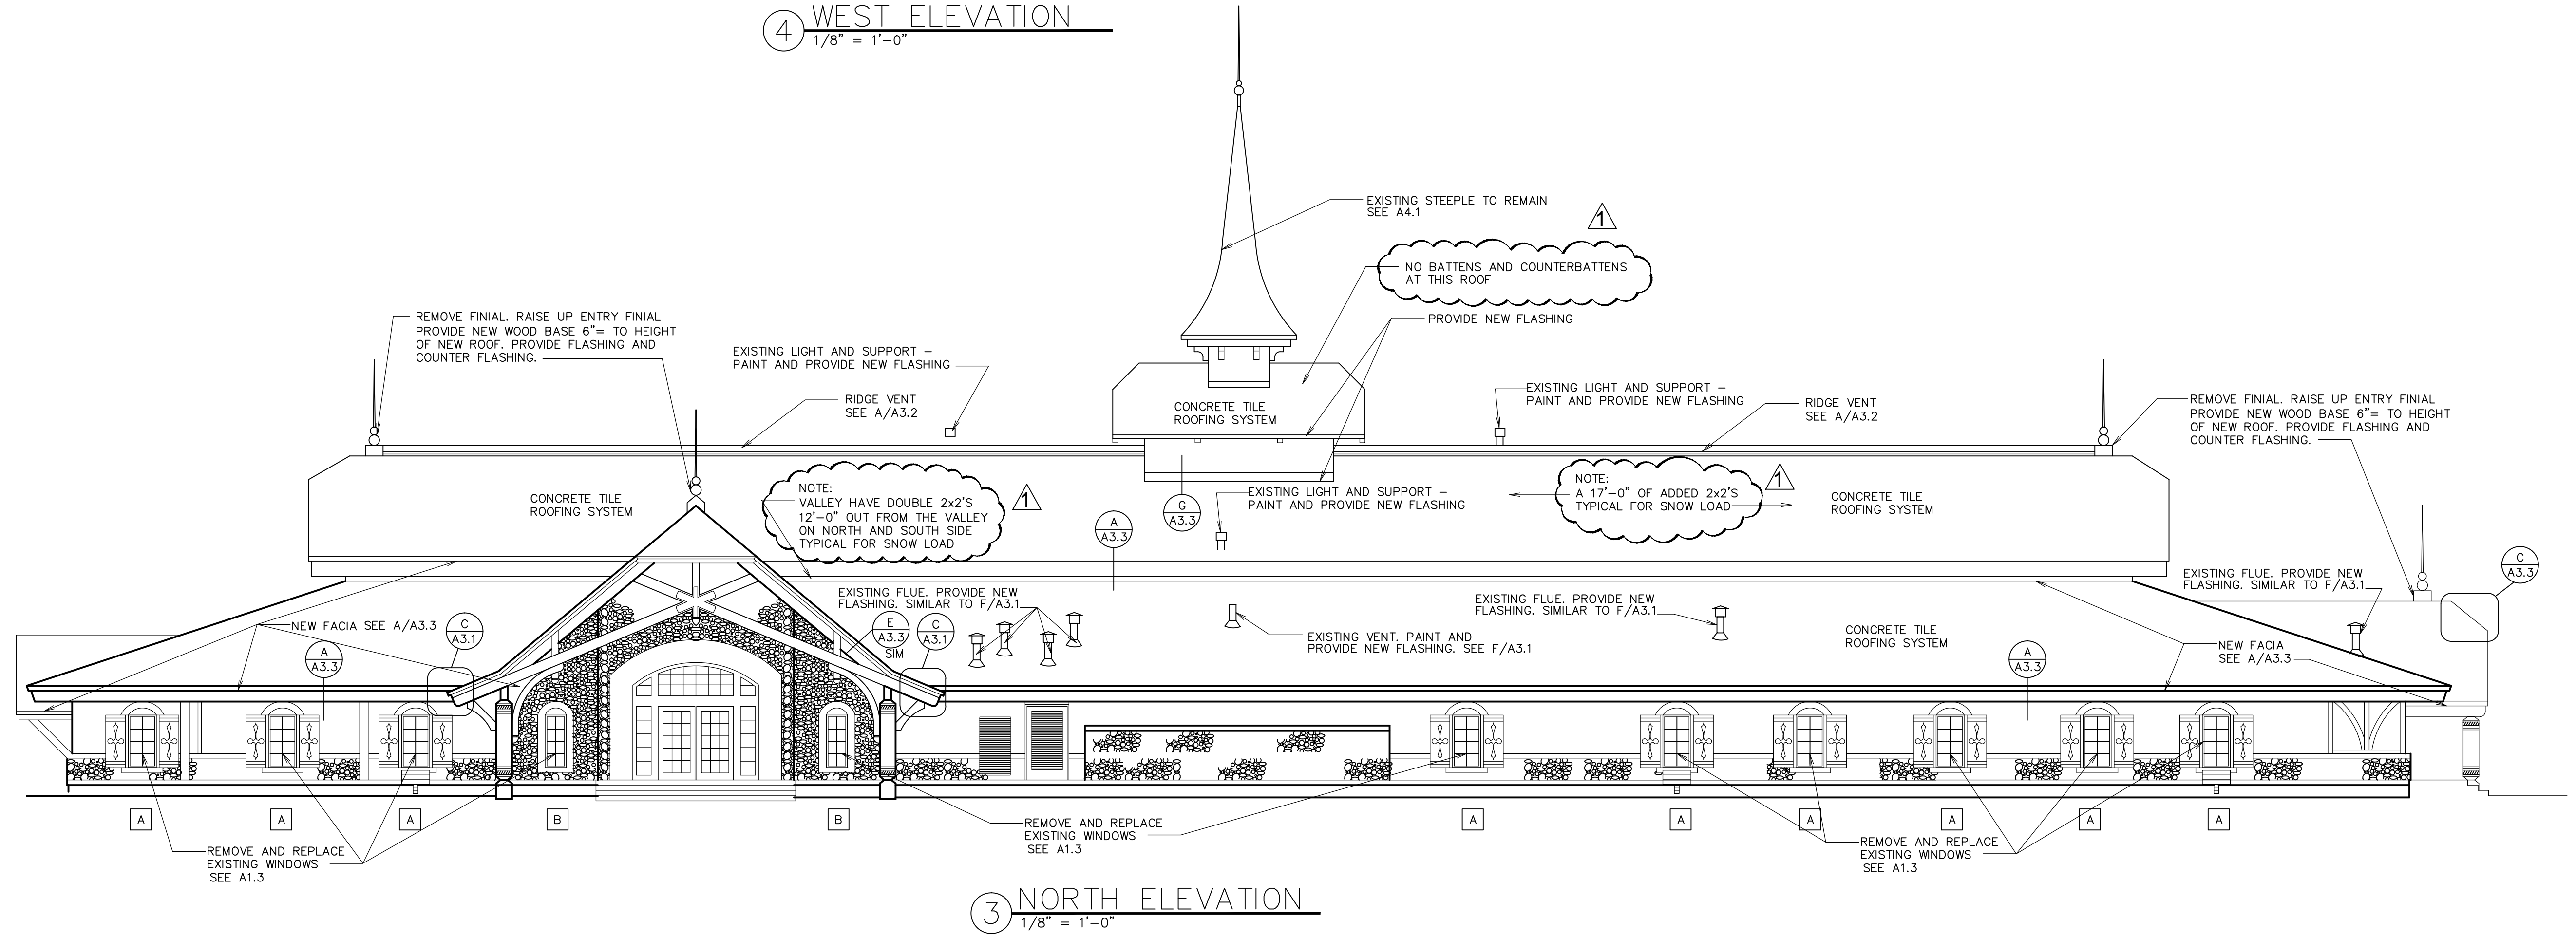 4
WEST ELEVATION
1/8" = 1'-0"
EXISTING STEEPLE TO REMAIN
SEE A4.1
1
NO BATTENS AND COUNTERBATTENS
AT THIS ROOF
PROVIDE NEW FLASHING
REMOVE FINIAL. RAISE UP ENTRY FINIAL
PROVIDE NEW WOOD BASE 6"= TO HEIGHT
OF NEW ROOF. PROVIDE FLASHING AND
COUNTER FLASHING.
EXISTING LIGHT AND SUPPORT –
PAINT AND PROVIDE NEW FLASHING
RIDGE VENT
SEE A/A3.2
CONCRETE TILE
ROOFING SYSTEM
EXISTING LIGHT AND SUPPORT –
PAINT AND PROVIDE NEW FLASHING
RIDGE VENT
SEE A/A3.2
REMOVE FINIAL. RAISE UP ENTRY FINIAL
PROVIDE NEW WOOD BASE 6"= TO HEIGHT
OF NEW ROOF. PROVIDE FLASHING AND
COUNTER FLASHING.
CONCRETE TILE
ROOFING SYSTEM
NOTE:
VALLEY HAVE DOUBLE 2x2'S
12'-0" OUT FROM THE VALLEY
ON NORTH AND SOUTH SIDE
TYPICAL FOR SNOW LOAD
1
A
A3.3
G
A3.3
EXISTING LIGHT AND SUPPORT –
PAINT AND PROVIDE NEW FLASHING
NOTE:
A 17'-0" OF ADDED 2x2'S
TYPICAL FOR SNOW LOAD
1
CONCRETE TILE
ROOFING SYSTEM
C
A3.3
EXISTING FLUE. PROVIDE NEW
FLASHING. SIMILAR TO F/A3.1
EXISTING FLUE. PROVIDE NEW
FLASHING. SIMILAR TO F/A3.1
EXISTING FLUE. PROVIDE NEW
FLASHING. SIMILAR TO F/A3.1
NEW FACIA SEE A/A3.3
A
A3.3
C
A3.1
E
A3.3
SIM
C
A3.1
EXISTING VENT. PAINT AND
PROVIDE NEW FLASHING. SEE F/A3.1
CONCRETE TILE
ROOFING SYSTEM
A
A3.3
NEW FACIA
SEE A/A3.3
A
A
A
B
B
A
A
A
A
A
A
REMOVE AND REPLACE
EXISTING WINDOWS
SEE A1.3
REMOVE AND REPLACE
EXISTING WINDOWS
SEE A1.3
REMOVE AND REPLACE
EXISTING WINDOWS
SEE A1.3
3
NORTH ELEVATION
1/8" = 1'-0"